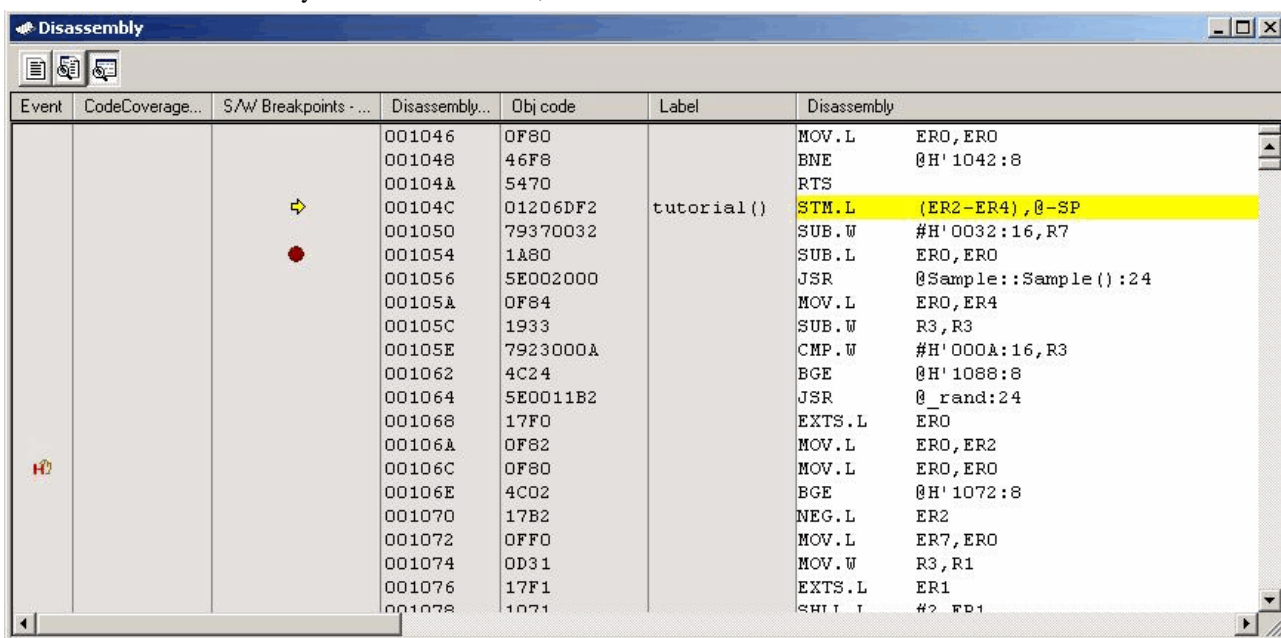 Disassembly
Event CodeCoverage... S/W Breakpoints - ... Disassembly... Obj code Label Disassembly
001046 0F80 MOV.L ER0,ER0
001048 46F8 BNE @H'1042:8
00104A 5470 RTS
00104C 01206DF2 tutorial() STM.L (ER2-ER4),@-SP
001050 79370032 SUB.W #H'0032:16,R7
001054 1A80 SUB.L ER0,ER0
001056 5E002000 JSR @Sample::Sample():24
00105A 0F84 MOV.L ER0,ER4
00105C 1933 SUB.W R3,R3
00105E 7923000A CMP.W #H'000A:16,R3
001062 4C24 BGE @H'1088:8
001064 5E0011B2 JSR @_rand:24
001068 17F0 EXTS.L ER0
00106A 0F82 MOV.L ER0,ER2
H 00106C 0F80 MOV.L ER0,ER0
00106E 4C02 BGE @H'1072:8
001070 17B2 NEG.L ER2
001072 0FF0 MOV.L ER7,ER0
001074 0D31 MOV.W R3,R1
001076 17F1 EXTS.L ER1
001078 1071 SHLL.L #2,ER1